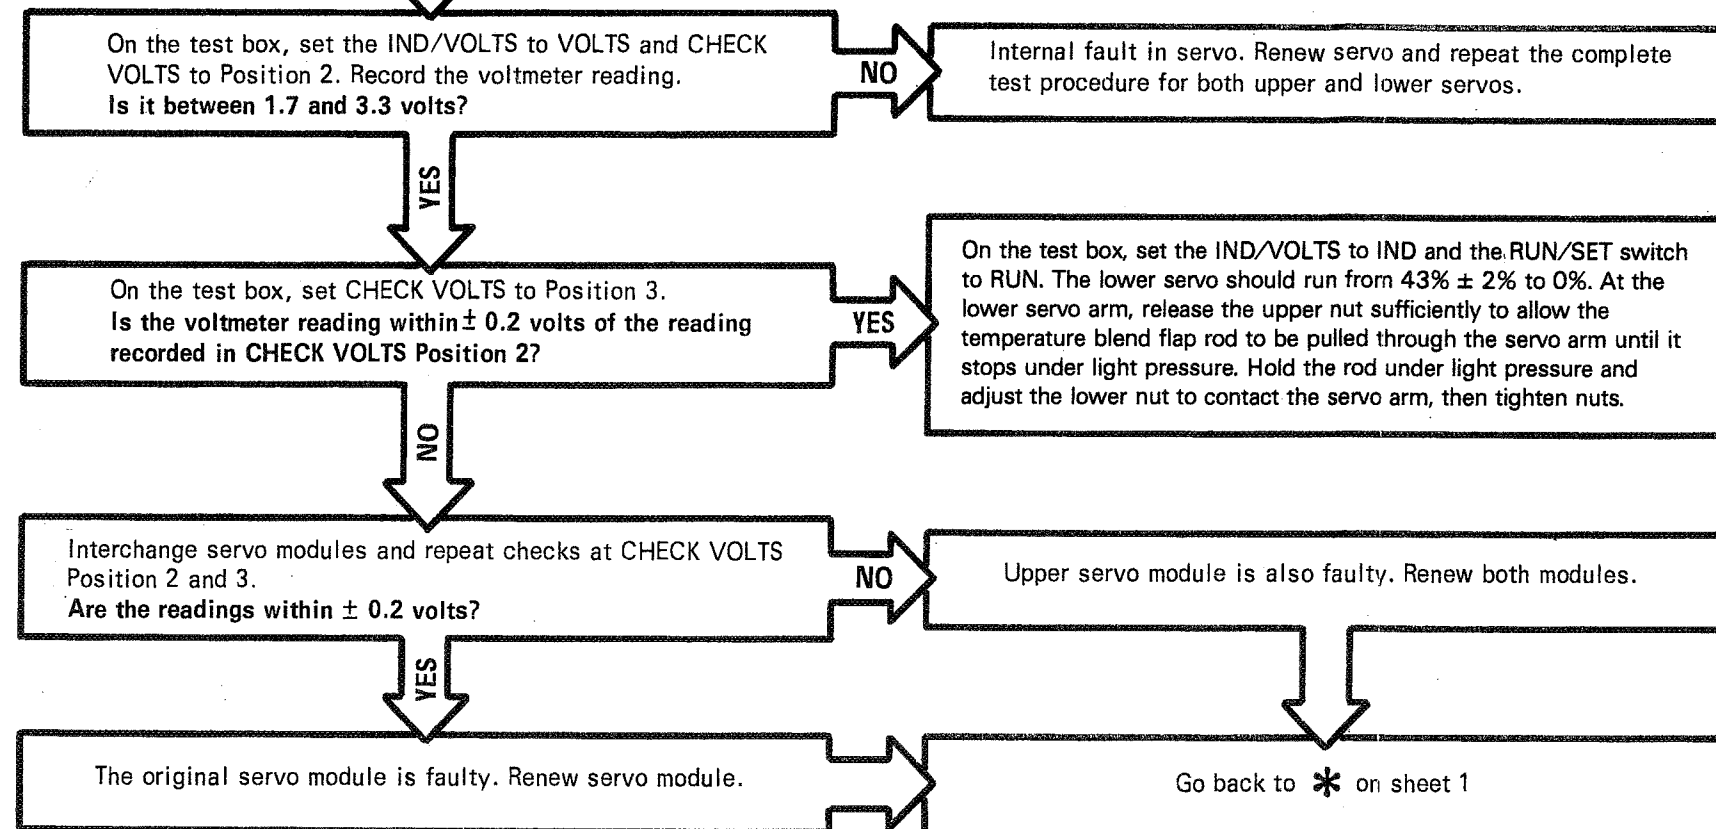 On the test box, set the IND/VOLTS to VOLTS and CHECK
VOLTS to Position 2. Record the voltmeter reading.
Is it between 1.7 and 3.3 volts?
NO
Internal fault in servo. Renew servo and repeat the complete
test procedure for both upper and lower servos.
YES
On the test box, set CHECK VOLTS to Position 3.
Is the voltmeter reading within ± 0.2 volts of the reading
recorded in CHECK VOLTS Position 2?
YES
On the test box, set the IND/VOLTS to IND and the RUN/SET switch
to RUN. The lower servo should run from 43% ± 2% to 0%. At the
lower servo arm, release the upper nut sufficiently to allow the
temperature blend flap rod to be pulled through the servo arm until it
stops under light pressure. Hold the rod under light pressure and
adjust the lower nut to contact the servo arm, then tighten nuts.
NO
Interchange servo modules and repeat checks at CHECK VOLTS
Position 2 and 3.
Are the readings within ± 0.2 volts?
NO
Upper servo module is also faulty. Renew both modules.
YES
The original servo module is faulty. Renew servo module.
Go back to * on sheet 1